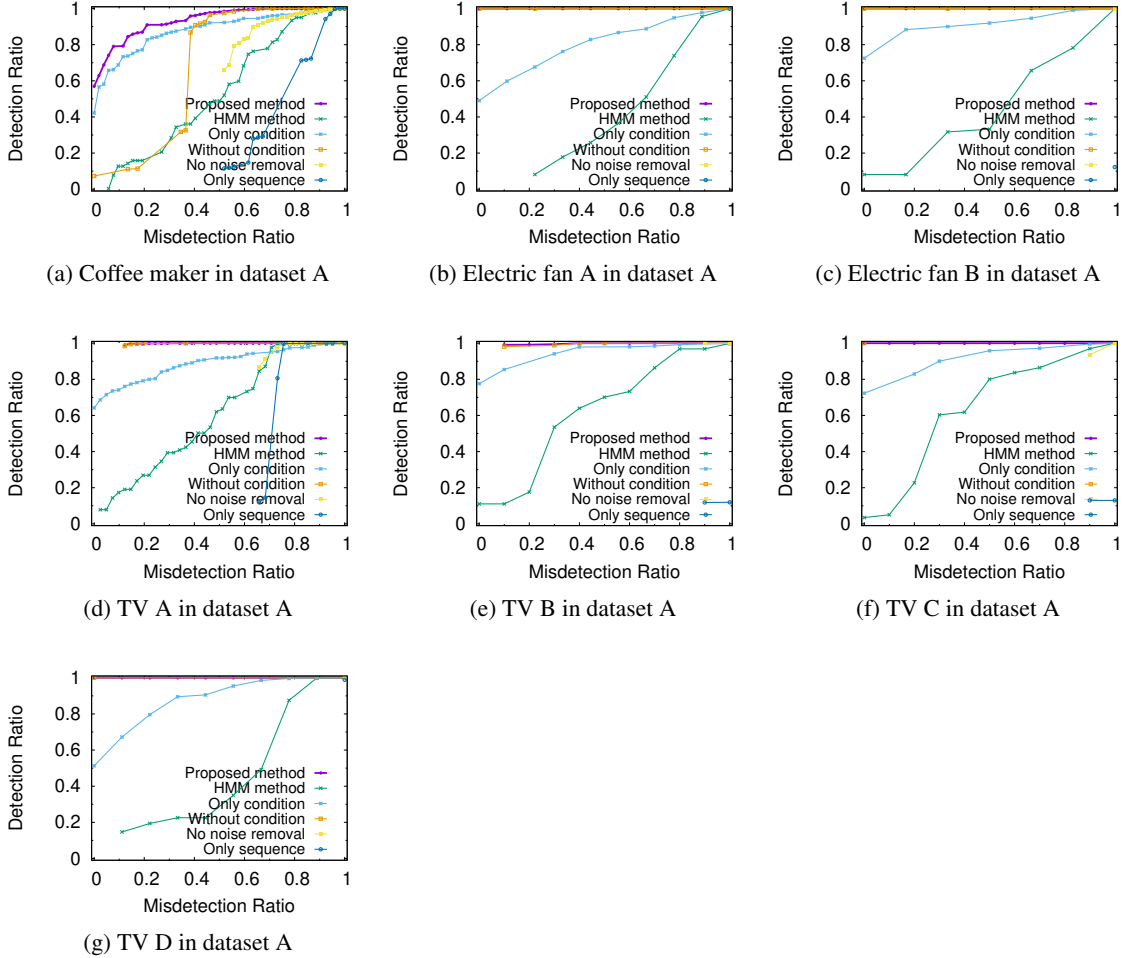 Detection Ratio
1
0.8
0.6
0.4
0.2
0
Proposed method
HMM method
Only condition
Without condition
No noise removal
Only sequence
0 0.2 0.4 0.6 0.8 1
Misdetection Ratio
(a) Coffee maker in dataset A
Detection Ratio
1
0.8
0.6
0.4
0.2
0
Proposed method
HMM method
Only condition
Without condition
No noise removal
Only sequence
0 0.2 0.4 0.6 0.8 1
Misdetection Ratio
(b) Electric fan A in dataset A
Detection Ratio
1
0.8
0.6
0.4
0.2
0
Proposed method
HMM method
Only condition
Without condition
No noise removal
Only sequence
0 0.2 0.4 0.6 0.8 1
Misdetection Ratio
(c) Electric fan B in dataset A
Detection Ratio
1
0.8
0.6
0.4
0.2
0
Proposed method
HMM method
Only condition
Without condition
No noise removal
Only sequence
0 0.2 0.4 0.6 0.8 1
Misdetection Ratio
(d) TV A in dataset A
Detection Ratio
1
0.8
0.6
0.4
0.2
0
Proposed method
HMM method
Only condition
Without condition
No noise removal
Only sequence
0 0.2 0.4 0.6 0.8 1
Misdetection Ratio
(e) TV B in dataset A
Detection Ratio
1
0.8
0.6
0.4
0.2
0
Proposed method
HMM method
Only condition
Without condition
No noise removal
Only sequence
0 0.2 0.4 0.6 0.8 1
Misdetection Ratio
(f) TV C in dataset A
Detection Ratio
1
0.8
0.6
0.4
0.2
0
Proposed method
HMM method
Only condition
Without condition
No noise removal
Only sequence
0 0.2 0.4 0.6 0.8 1
Misdetection Ratio
(g) TV D in dataset A